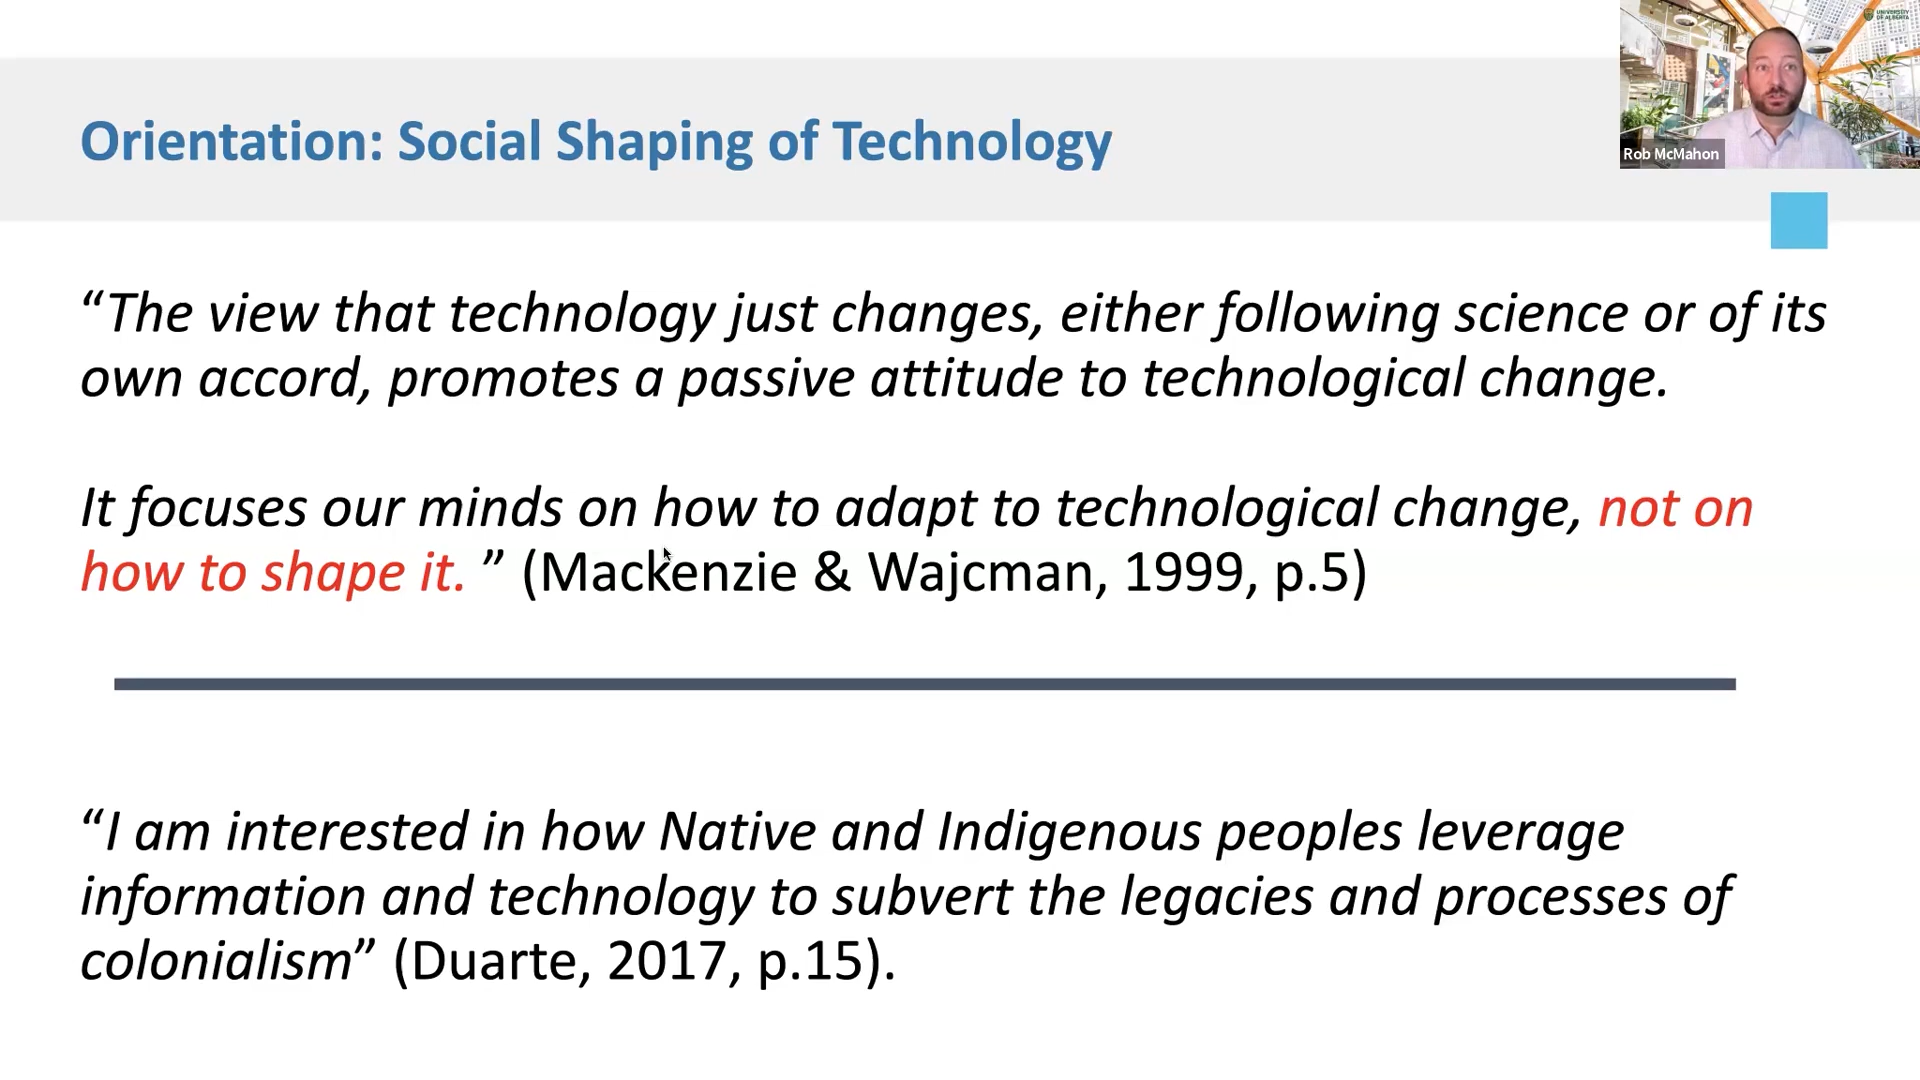 UNIVERSITY
OF ALBERTA
Rob McMahon
Orientation: Social Shaping of Technology
“The view that technology just changes, either following science or of its
own accord, promotes a passive attitude to technological change.
It focuses our minds on how to adapt to technological change, not on
how to shape it. ” (Mackenzie & Wajcman, 1999, p.5)
“I am interested in how Native and Indigenous peoples leverage
information and technology to subvert the legacies and processes of
colonialism” (Duarte, 2017, p.15).